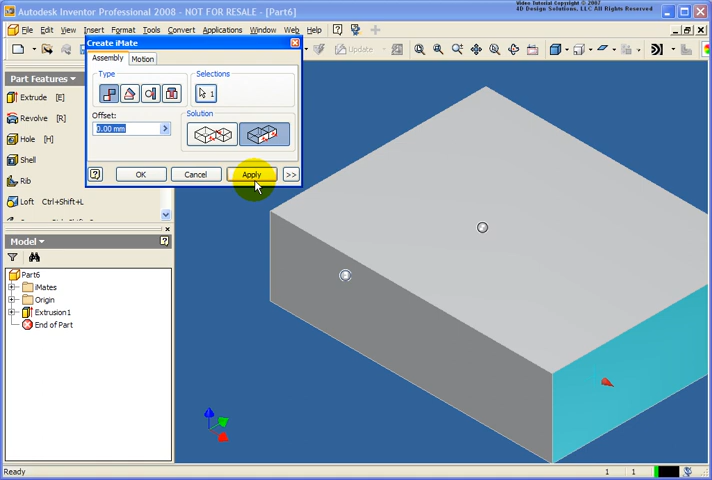 Video Tutorial Copyright © 2007
4D Design Solutions, LLC All Rights Reserved
Autodesk Inventor Professional 2008 - NOT FOR RESALE - [Part6]
File Edit View Insert Format Tools Convert Applications Window Web Help
Update
Create iMate
Assembly Motion
Type Selections
1
Offset: Solution
0.00 mm
OK Cancel Apply >>
Part Features
Extrude [E]
Revolve [R]
Hole [H]
Shell
Rib
Loft Ctrl+Shift+L
Model
Part6
iMates
Origin
Extrusion1
End of Part
Ready 1 1